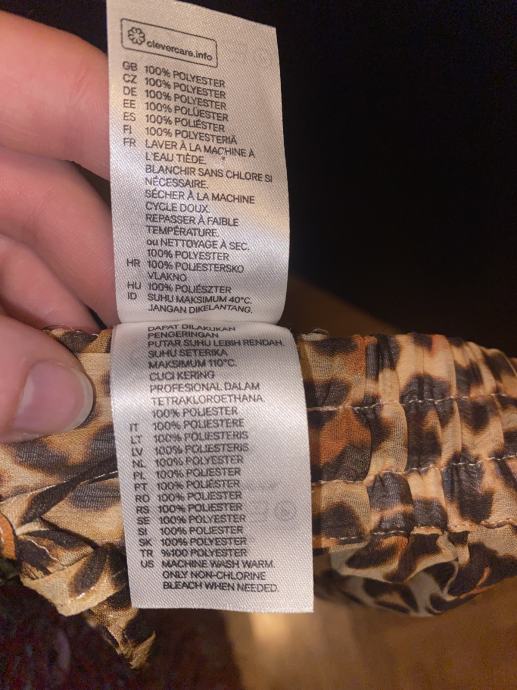 clevercare.info
GB 100% POLYESTER
CZ 100% POLYESTER
DE 100% POLYESTER
EE 100% POLÜESTER
ES 100% POLIÉSTER
FI 100% POLYESTERIÄ
FR LAVER À LA MACHINE À
L'EAU TIÈDE.
BLANCHIR SANS CHLORE SI
NÉCESSAIRE.
SÉCHER À LA MACHINE
CYCLE DOUX.
REPASSER À FAIBLE
TEMPÉRATURE.
ou NETTOYAGE À SEC.
100% POLYESTER
HR 100% POLIESTERSKO
VLAKNO
HU 100% POLIÉSZTER
ID SUHU MAKSIMUM 40°C.
JANGAN DIKELANTANG.
DAPAT DILAKUKAN
PENGERINGAN
PUTAR SUHU LEBIH RENDAH.
SUHU SETERIKA
MAKSIMUM 110°C.
CUCI KERING
PROFESIONAL DALAM
TETRAKLOROETHANA.
100% POLIESTER
IT 100% POLIESTERE
LT 100% POLIESTERIS
LV 100% POLIESTERIS
NL 100% POLYESTER
PL 100% POLIESTER
PT 100% POLIÉSTER
RO 100% POLIESTER
RS 100% POLIESTER
SE 100% POLYESTER
SI 100% POLIESTER
SK 100% POLYESTER
TR %100 POLYESTER
US MACHINE WASH WARM.
ONLY NON-CHLORINE
BLEACH WHEN NEEDED.